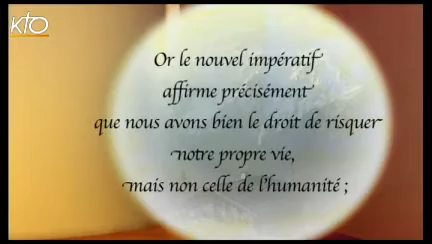 KTO
Or le nouvel impératif
affirme précisément
que nous avons bien le droit de risquer
notre propre vie,
mais non celle de l'humanité ;